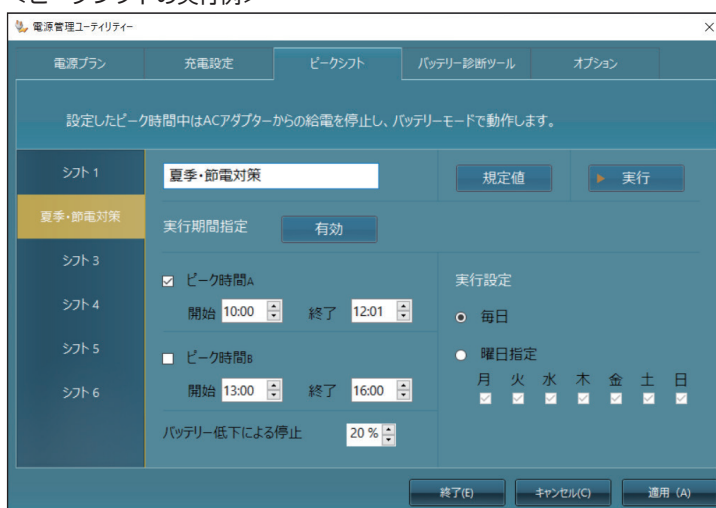 <ピークシフトの実行例>
電源管理ユーティリティー
電源プラン 充電設定 ピークシフト バッテリー診断ツール オプション
設定したピーク時間中はACアダプターからの給電を停止し、バッテリーモードで動作します。
シフト 1
夏季・節電対策
シフト 3
シフト 4
シフト 5
シフト 6
夏季・節電対策 規定値 実行
実行期間指定 有効
ピーク時間A
開始 10:00 終了 12:01
ピーク時間B
開始 13:00 終了 16:00
バッテリー低下による停止 20 %
実行設定
毎日
曜日指定
月 火 水 木 金 土 日
終了(E) キャンセル(C) 適用 (A)